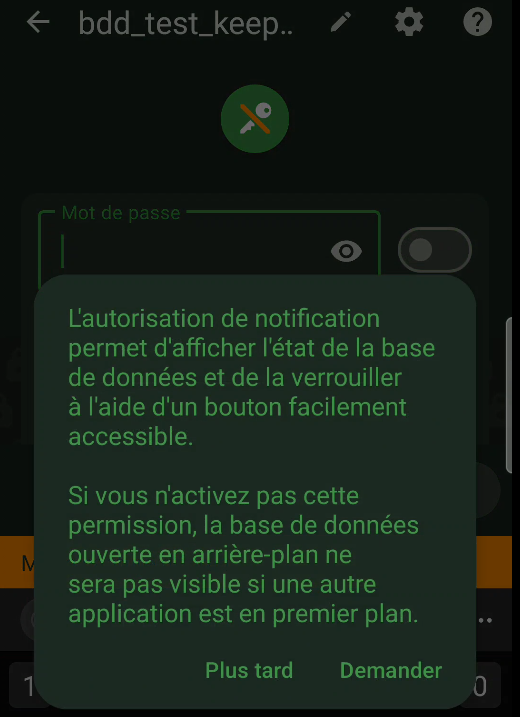 bdd_test_keep..
Mot de passe
L'autorisation de notification
permet d'afficher l'état de la base
de données et de la verrouiller
à l'aide d'un bouton facilement
accessible.
Si vous n'activez pas cette
permission, la base de données
ouverte en arrière-plan ne
sera pas visible si une autre
application est en premier plan.
Plus tard
Demander
1
0